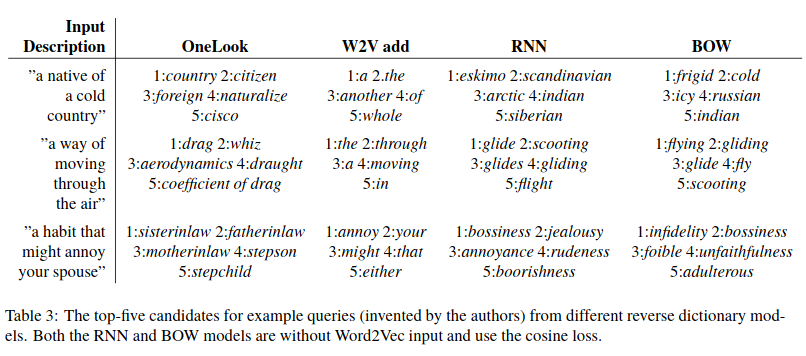 Input
Description OneLook W2V add RNN BOW
"a native of 1:country 2:citizen 1:a 2.the 1:eskimo 2:scandinavian 1:frigid 2:cold
a cold 3:foreign 4:naturalize 3:another 4:of 3:arctic 4:indian 3:icy 4:russian
country" 5:cisco 5:whole 5:siberian 5:indian
"a way of 1:drag 2:whiz 1:the 2:through 1:glide 2:scooting 1:flying 2:gliding
moving 3:aerodynamics 4:draught 3:a 4:moving 3:glides 4:gliding 3:glide 4:fly
through 5:coefficient of drag 5:in 5:flight 5:scooting
the air"
"a habit that 1:sisterinlaw 2:fatherinlaw 1:annoy 2:your 1:bossiness 2:jealousy 1:infidelity 2:bossiness
might annoy 3:motherinlaw 4:stepson 3:might 4:that 3:annoyance 4:rudeness 3:foible 4:unfaithfulness
your spouse" 5:stepchild 5:either 5:boorishness 5:adulterous
Table 3: The top-five candidates for example queries (invented by the authors) from different reverse dictionary mod-
els. Both the RNN and BOW models are without Word2Vec input and use the cosine loss.